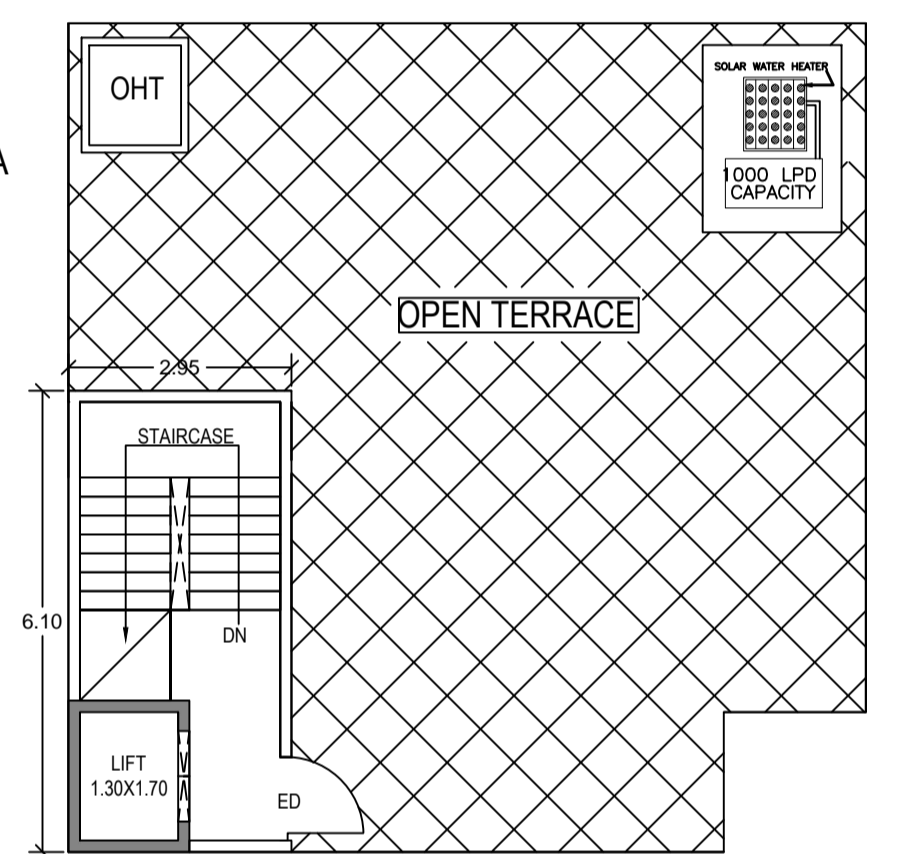 OHT
SOLAR WATER HEATER
A
1000 LPD
CAPACITY
OPEN TERRACE
2.95
STAIRCASE
6.10
DN
LIFT
1.30X1.70
ED